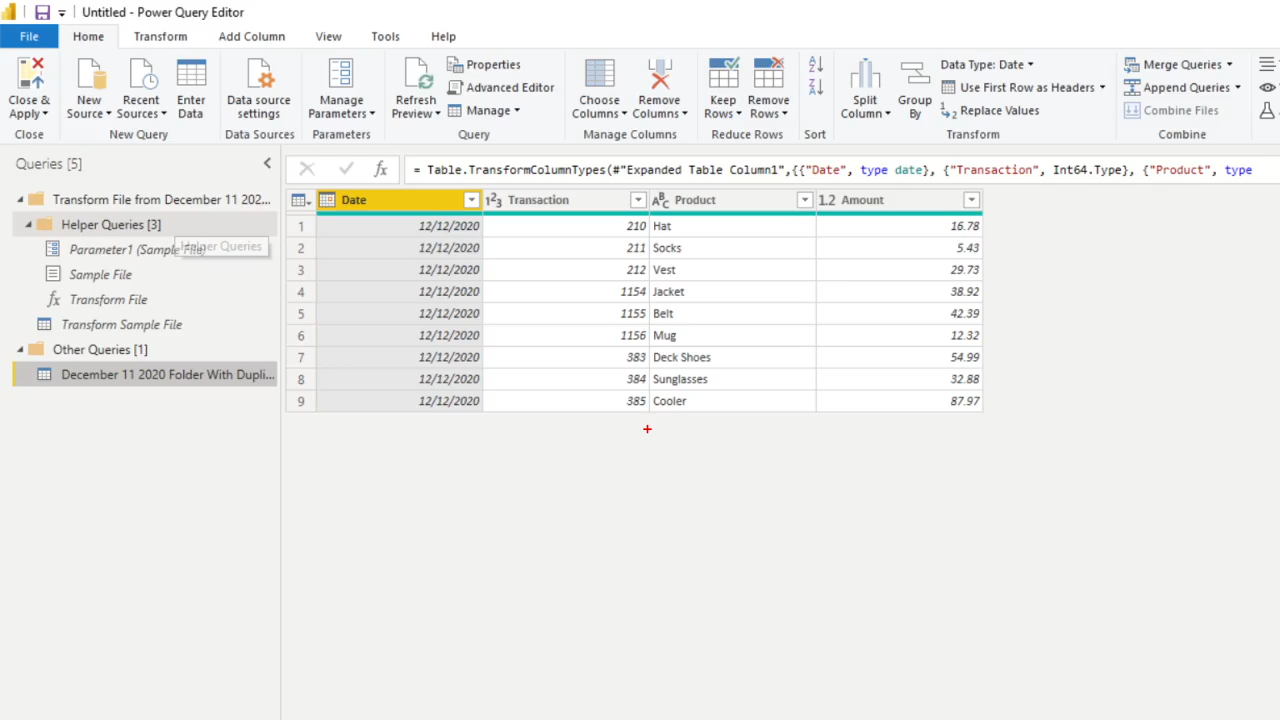 Untitled - Power Query Editor
File Home Transform Add Column View Tools Help
Close & Apply
New Source
Recent Sources
Enter Data
Data source settings
Manage Parameters
Refresh Preview
Properties
Advanced Editor
Manage
Choose Columns
Remove Columns
Keep Rows
Remove Rows
Split Column
Group By
Data Type: Date
Use First Row as Headers
Replace Values
Merge Queries
Append Queries
Combine Files
Close New Query Data Sources Parameters Query Manage Columns Reduce Rows Sort Transform Combine
Queries [5]
= Table.TransformColumnTypes(#"Expanded Table Column1",{{"Date", type date}, {"Transaction", Int64.Type}, {"Product", type
Transform File from December 11 202...
Helper Queries [3]
Helper Queries
Parameter1 (Sample File)
Sample File
Transform File
Transform Sample File
Other Queries [1]
December 11 2020 Folder With Dupli...
Date Transaction Product Amount
1 12/12/2020 210 Hat 16.78
2 12/12/2020 211 Socks 5.43
3 12/12/2020 212 Vest 29.73
4 12/12/2020 1154 Jacket 38.92
5 12/12/2020 1155 Belt 42.39
6 12/12/2020 1156 Mug 12.32
7 12/12/2020 383 Deck Shoes 54.99
8 12/12/2020 384 Sunglasses 32.88
9 12/12/2020 385 Cooler 87.97